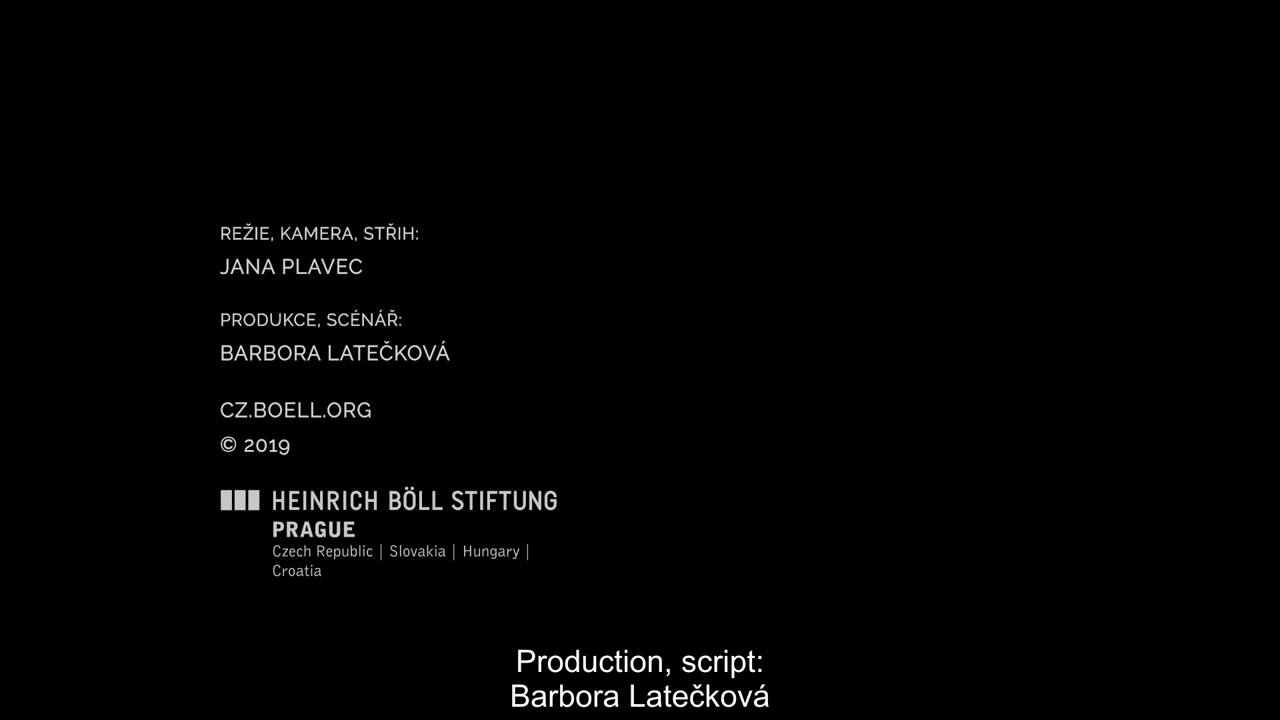 REŽIE, KAMERA, STŘIH:
JANA PLAVEC
PRODUKCE, SCÉNÁŘ:
BARBORA LATEČKOVÁ
CZ.BOELL.ORG
© 2019
HEINRICH BÖLL STIFTUNG
PRAGUE
Czech Republic | Slovakia | Hungary |
Croatia
Production, script:
Barbora Latečková